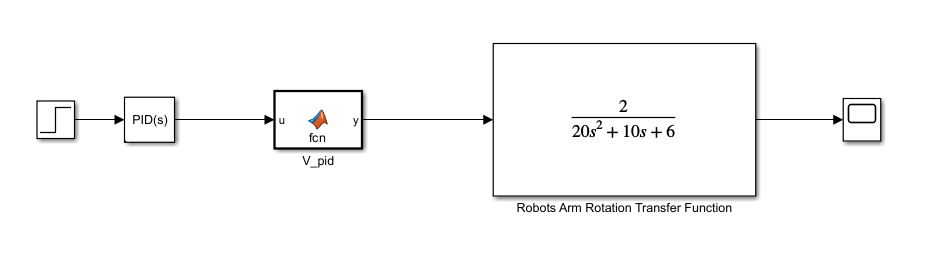 PID(s)
u
y
fcn
V_pid
2
20s² + 10s + 6
Robots Arm Rotation Transfer Function